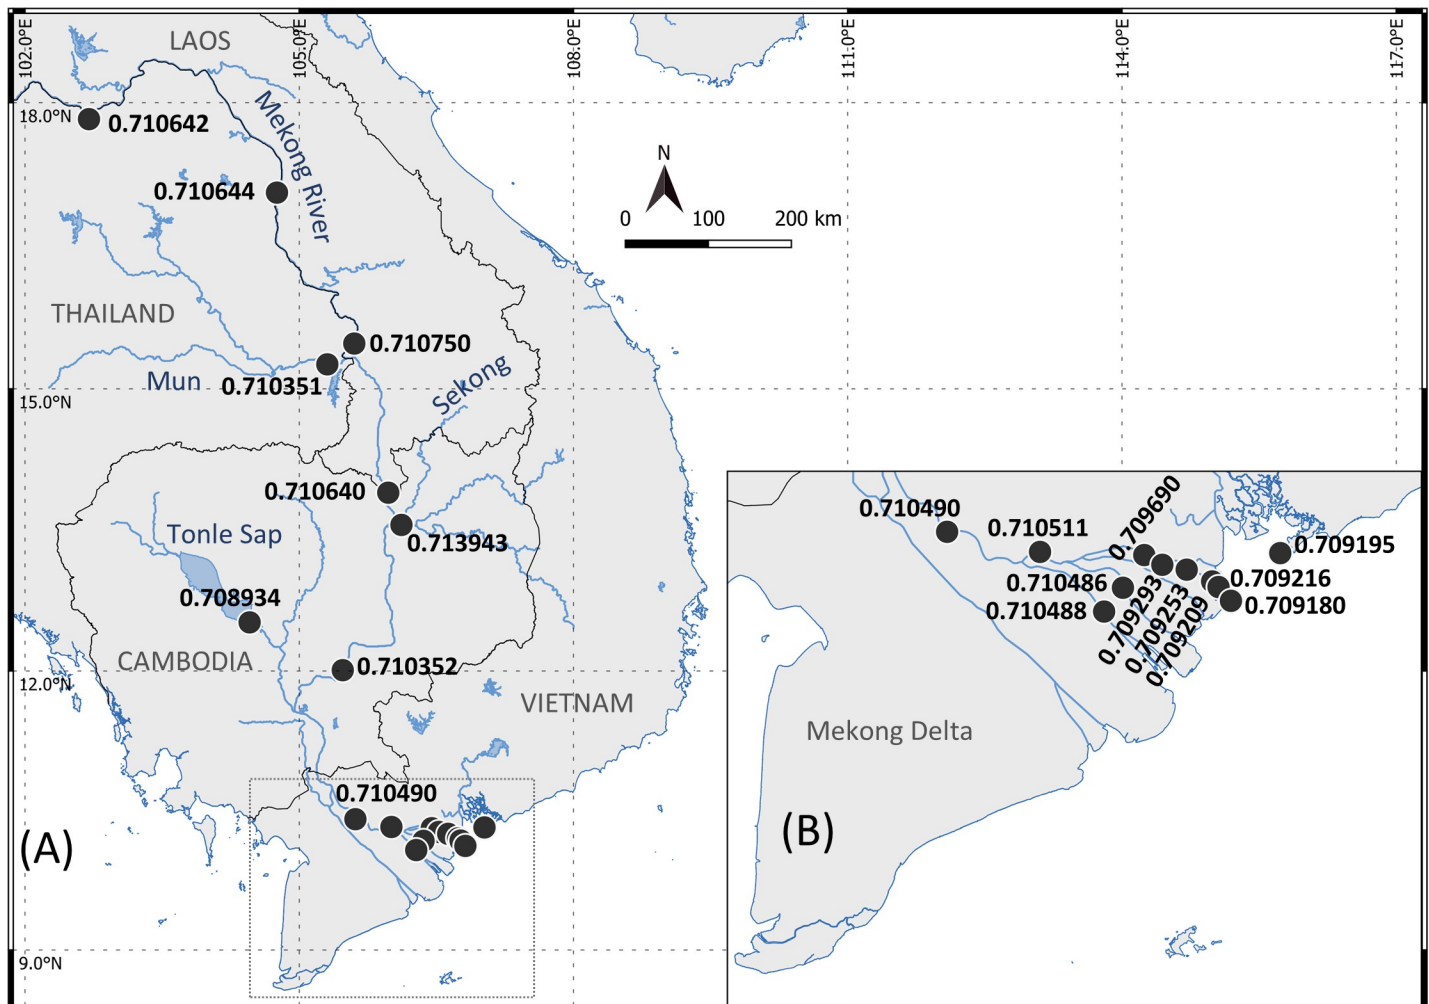 102.0°E
105.0°E
108.0°E
111.0°E
114.0°E
117.0°E
LAOS
18.0°N
0.710642
Mekong River
N
0.710644
0 100 200 km
THAILAND
0.710750
Mun
0.710351
Sekong
15.0°N
0.710640
Tonle Sap
0.713943
0.708934
CAMBODIA
0.710352
12.0°N
VIETNAM
0.710490
(A)
9.0°N
0.710490
0.710511
0.709690
0.709195
0.710486
0.709216
0.710488
0.709180
0.709293
0.709253
0.709209
Mekong Delta
(B)